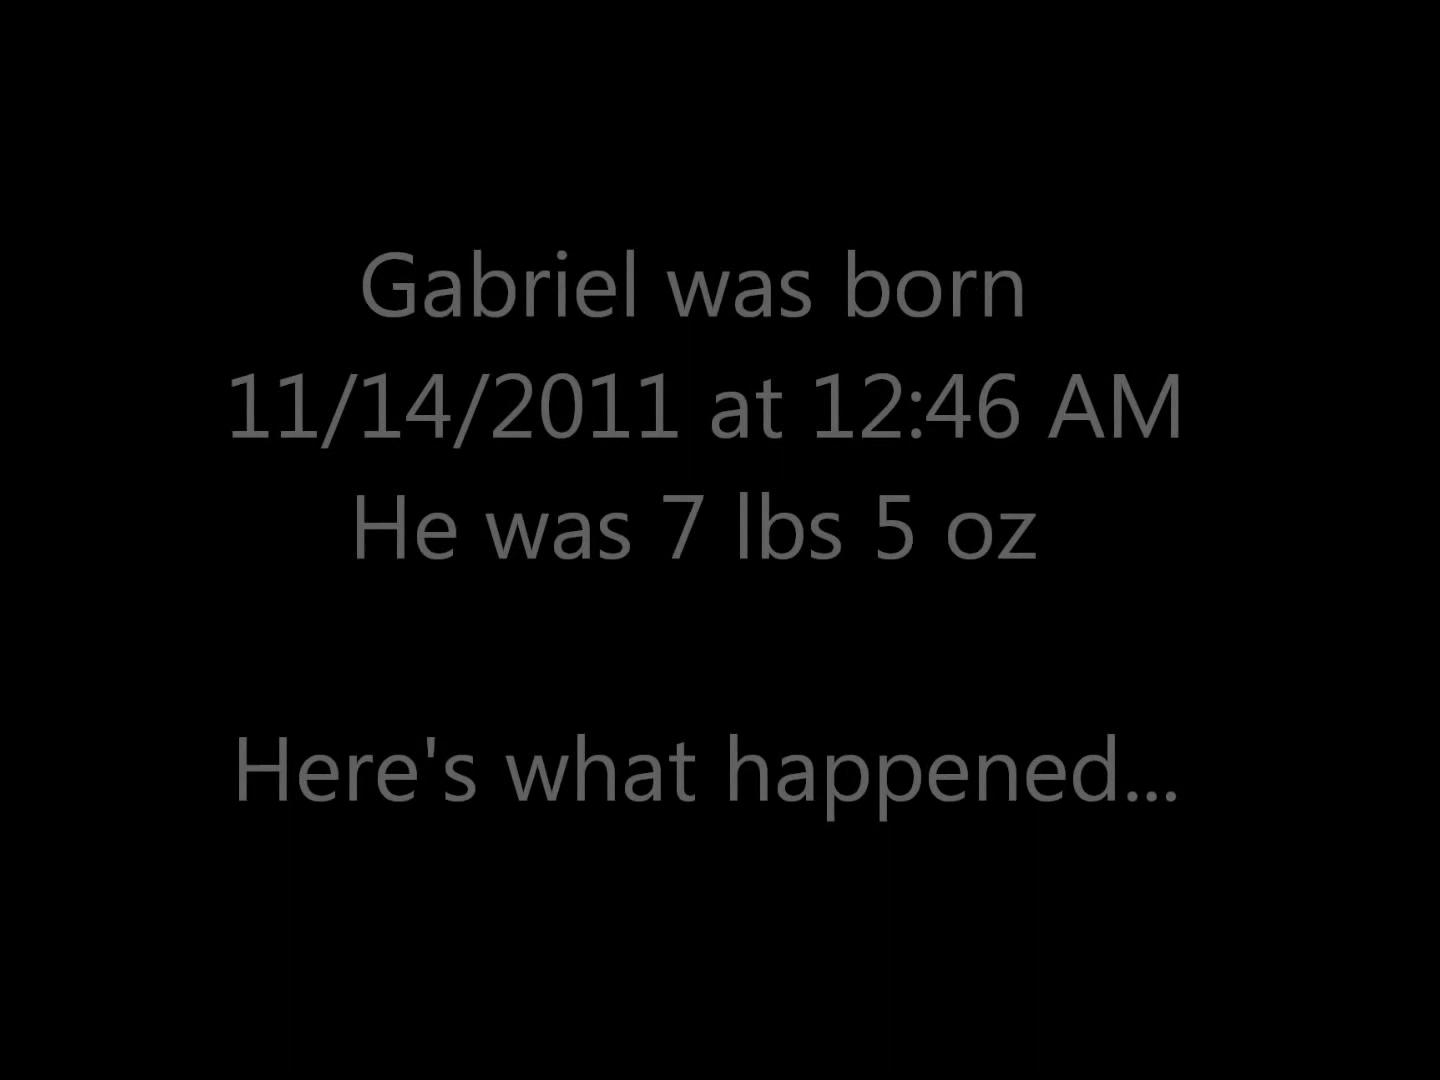 Gabriel was born
11/14/2011 at 12:46 AM
He was 7 lbs 5 oz
Here's what happened...